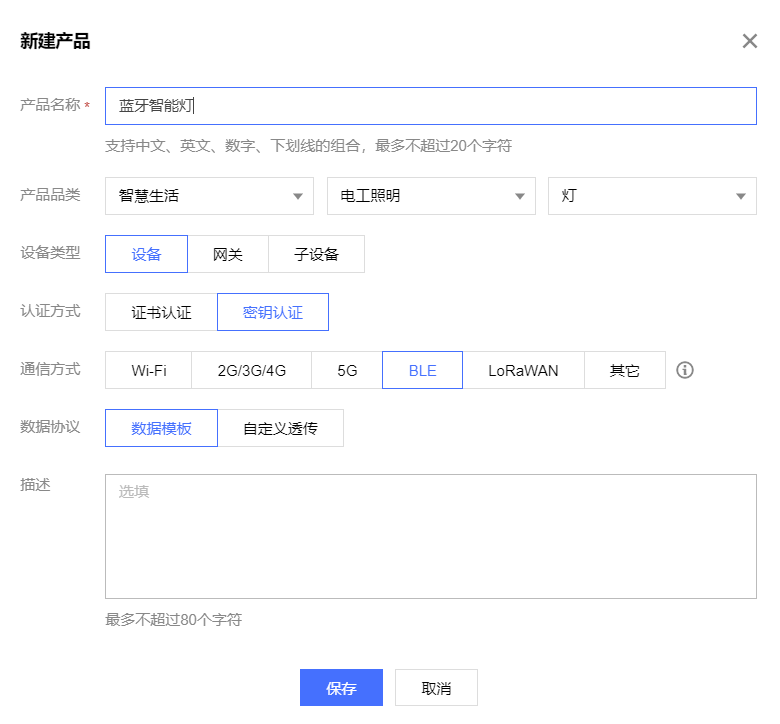 新建产品
产品名称 * 蓝牙智能灯
支持中文、英文、数字、下划线的组合，最多不超过20个字符
产品品类 智慧生活 电工照明 灯
设备类型 设备 网关 子设备
认证方式 证书认证 密钥认证
通信方式 Wi-Fi 2G/3G/4G 5G BLE LoRaWAN 其它
数据协议 数据模板 自定义透传
描述 选填
最多不超过80个字符
保存 取消